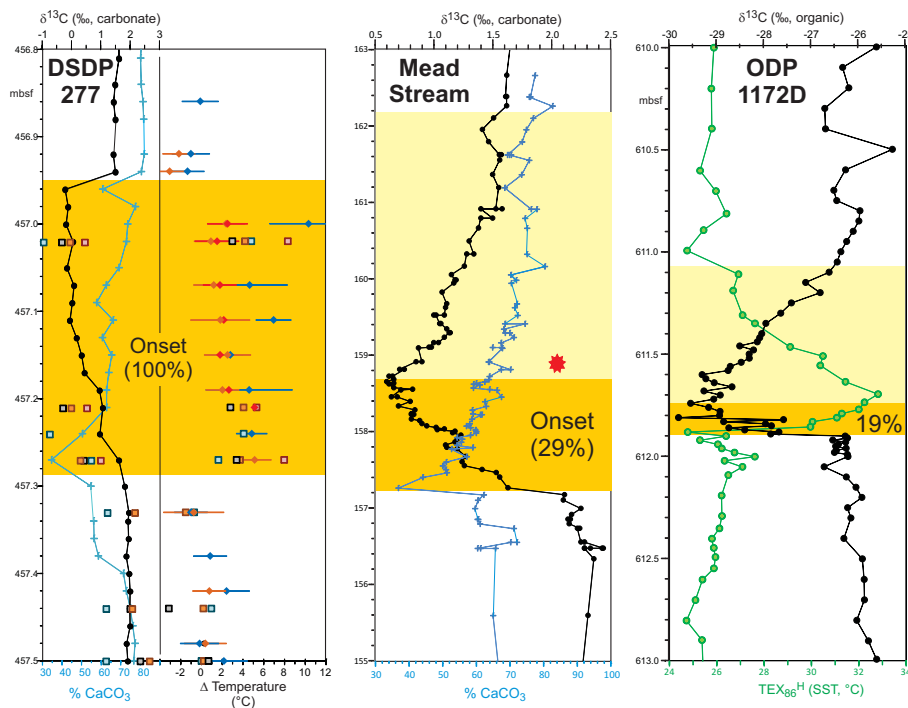 δ¹³C (‰, carbonate)
-1 0 1 2 3
DSDP
277
mbsf
456.8
456.9
457.0
457.1
457.2
457.3
457.4
457.5
Onset
(100%)
40 60 80
% CaCO₃
-2 0 2 4 6 8 10 12
Δ Temperature
(°C)
δ¹³C (‰, carbonate)
0.5 1.0 1.5 2.0 2.5
Mead
Stream
163
162
161
160
159
158
157
156
155
Onset
(29%)
30 40 50 60 70 80 90 100
% CaCO₃
δ¹³C (‰, organic)
-30 -29 -28 -27 -26 -2
ODP
1172D
610.0
mbsf
610.5
611.0
611.5
612.0
612.5
613.0
19%
24 26 28 30 32 34
TEX₈₆ᴴ (SST, °C)